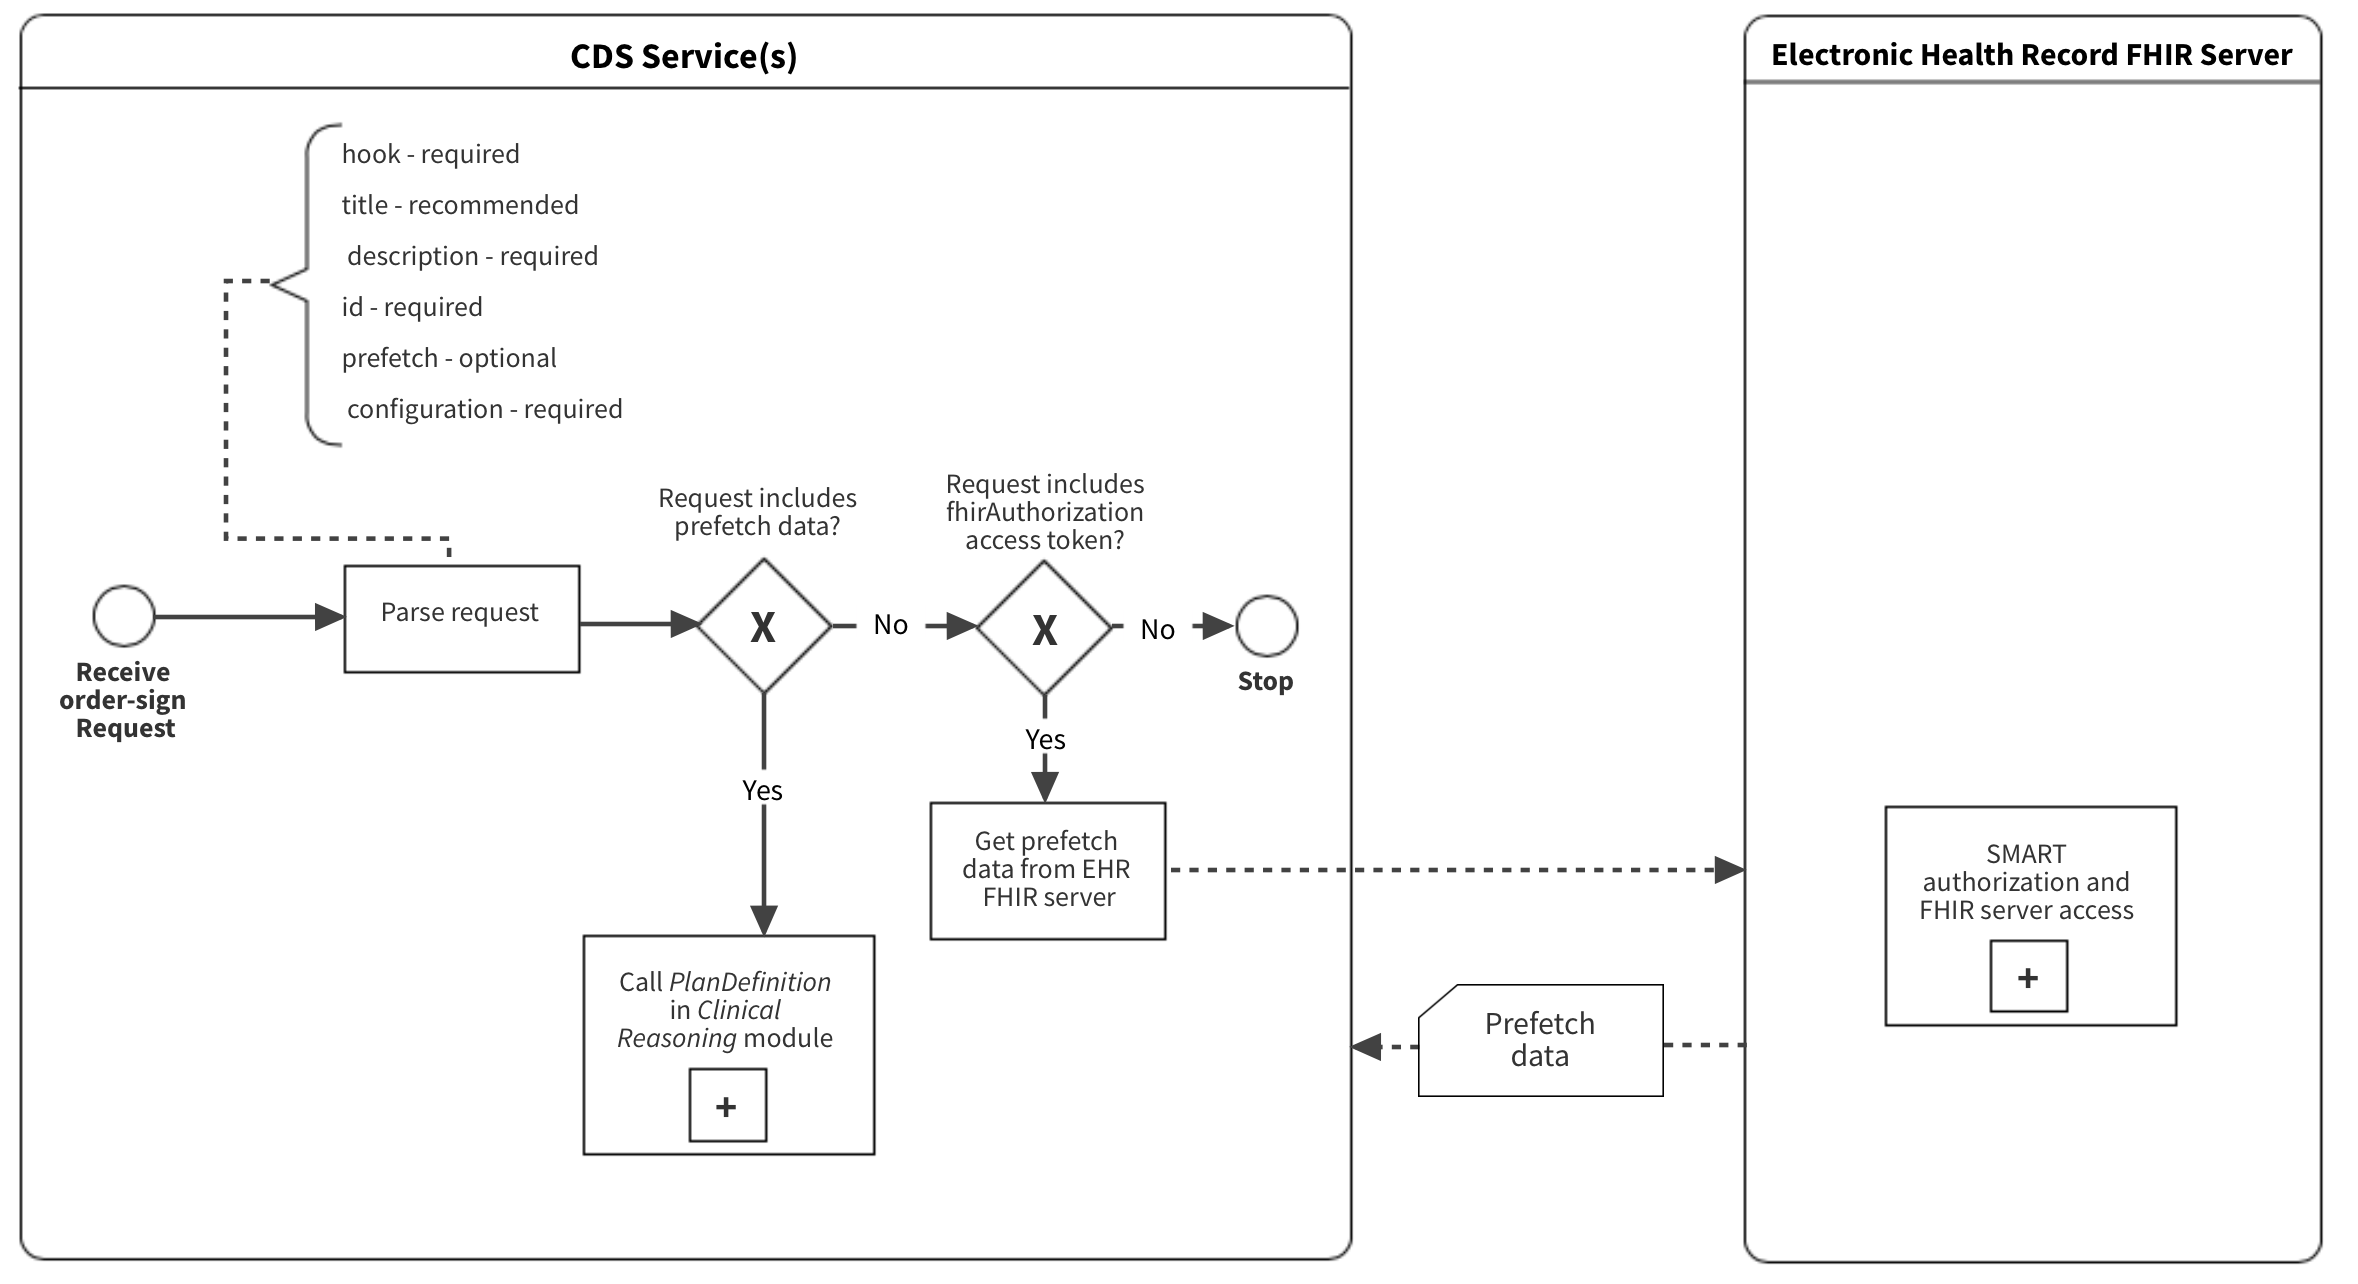 CDS Service(s)
Electronic Health Record FHIR Server
hook - required
title - recommended
description - required
id - required
prefetch - optional
configuration - required
Request includes
prefetch data?
Request includes
fhirAuthorization
access token?
Receive
order-sign
Request
Parse request
X
No
X
No
Stop
Yes
Yes
Get prefetch
data from EHR
FHIR server
SMART
authorization and
FHIR server access
+
Call PlanDefinition
in Clinical
Reasoning module
+
Prefetch
data